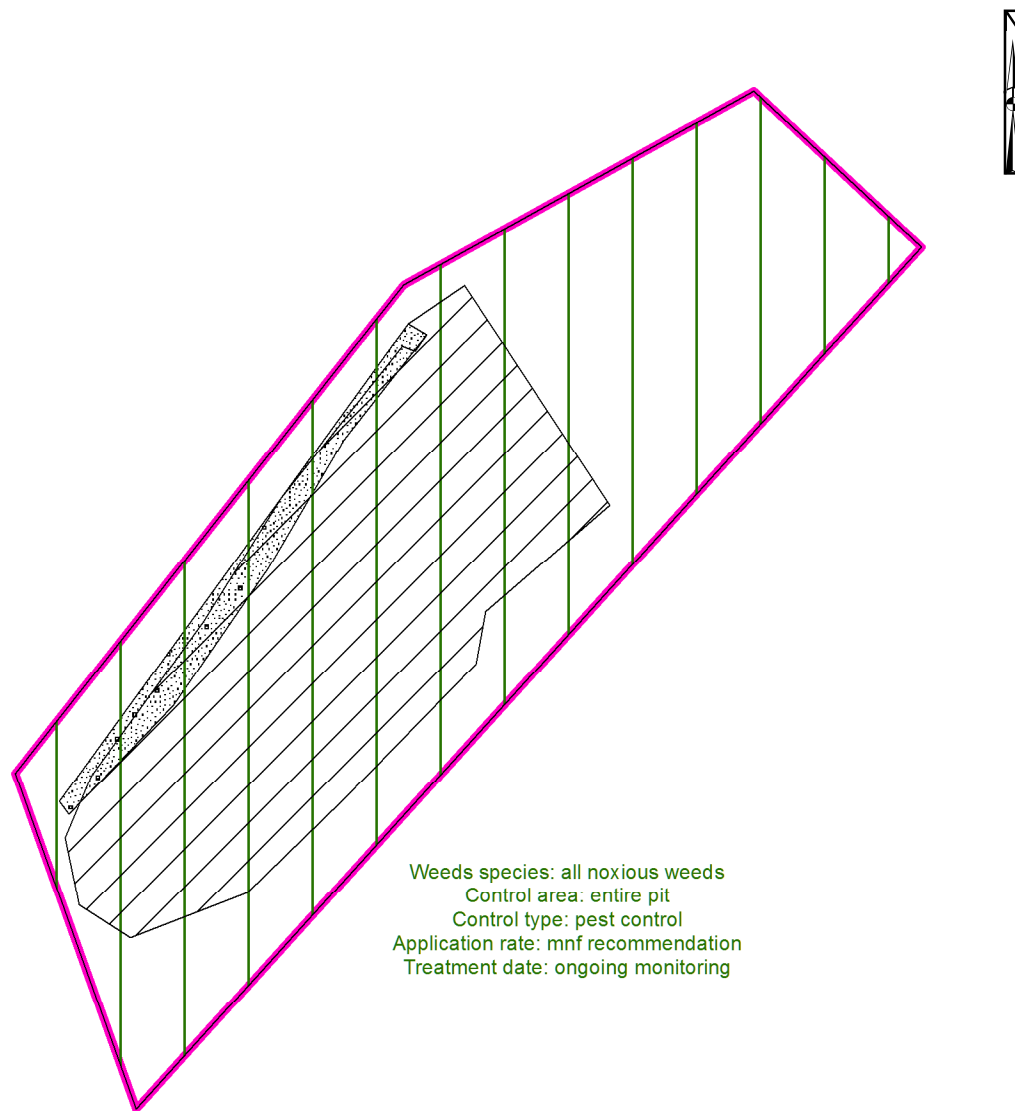 Weeds species: all noxious weeds
Control area: entire pit
Control type: pest control
Application rate: mnf recommendation
Treatment date: ongoing monitoring